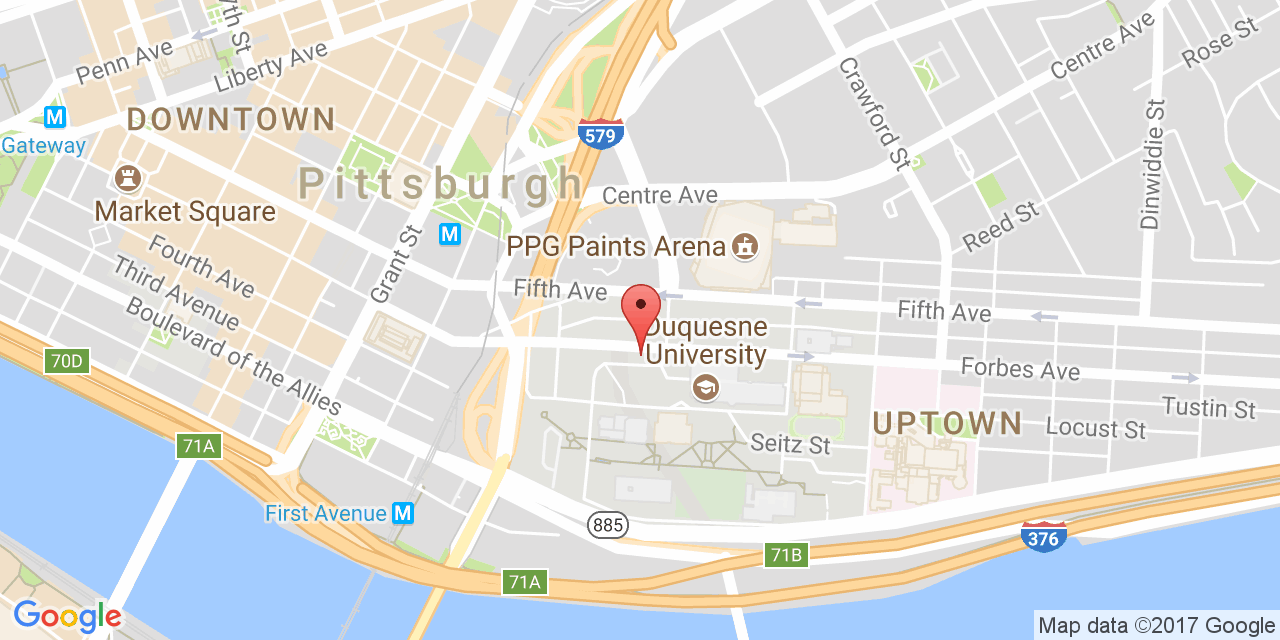 7th St
Penn Ave
Liberty Ave
DOWNTOWN
M
Gateway
Market Square
Pittsburgh
M
579
Centre Ave
Crawford St
Centre Ave
Rose St
Dinwiddie St
Reed St
PPG Paints Arena
Fourth Ave
Third Avenue
Boulevard of the Allies
Grant St
Fifth Ave
Fifth Ave
Duquesne
University
Forbes Ave
Tustin St
Locust St
UPTOWN
Seitz St
70D
71A
First Avenue M
885
71B
376
71A
Google
Map data ©2017 Google